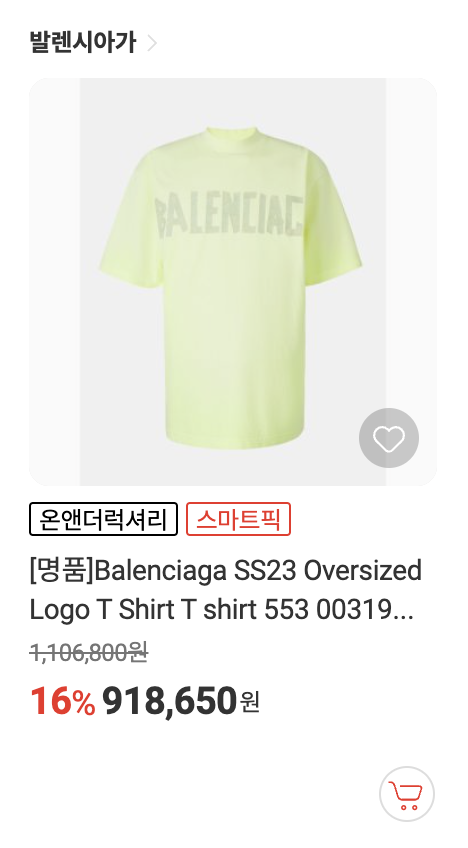 발렌시아가
BALENCIAG
온앤더럭셔리 스마트픽
[명품]Balenciaga SS23 Oversized
Logo T Shirt T shirt 553 00319...
1,106,800원
16% 918,650원